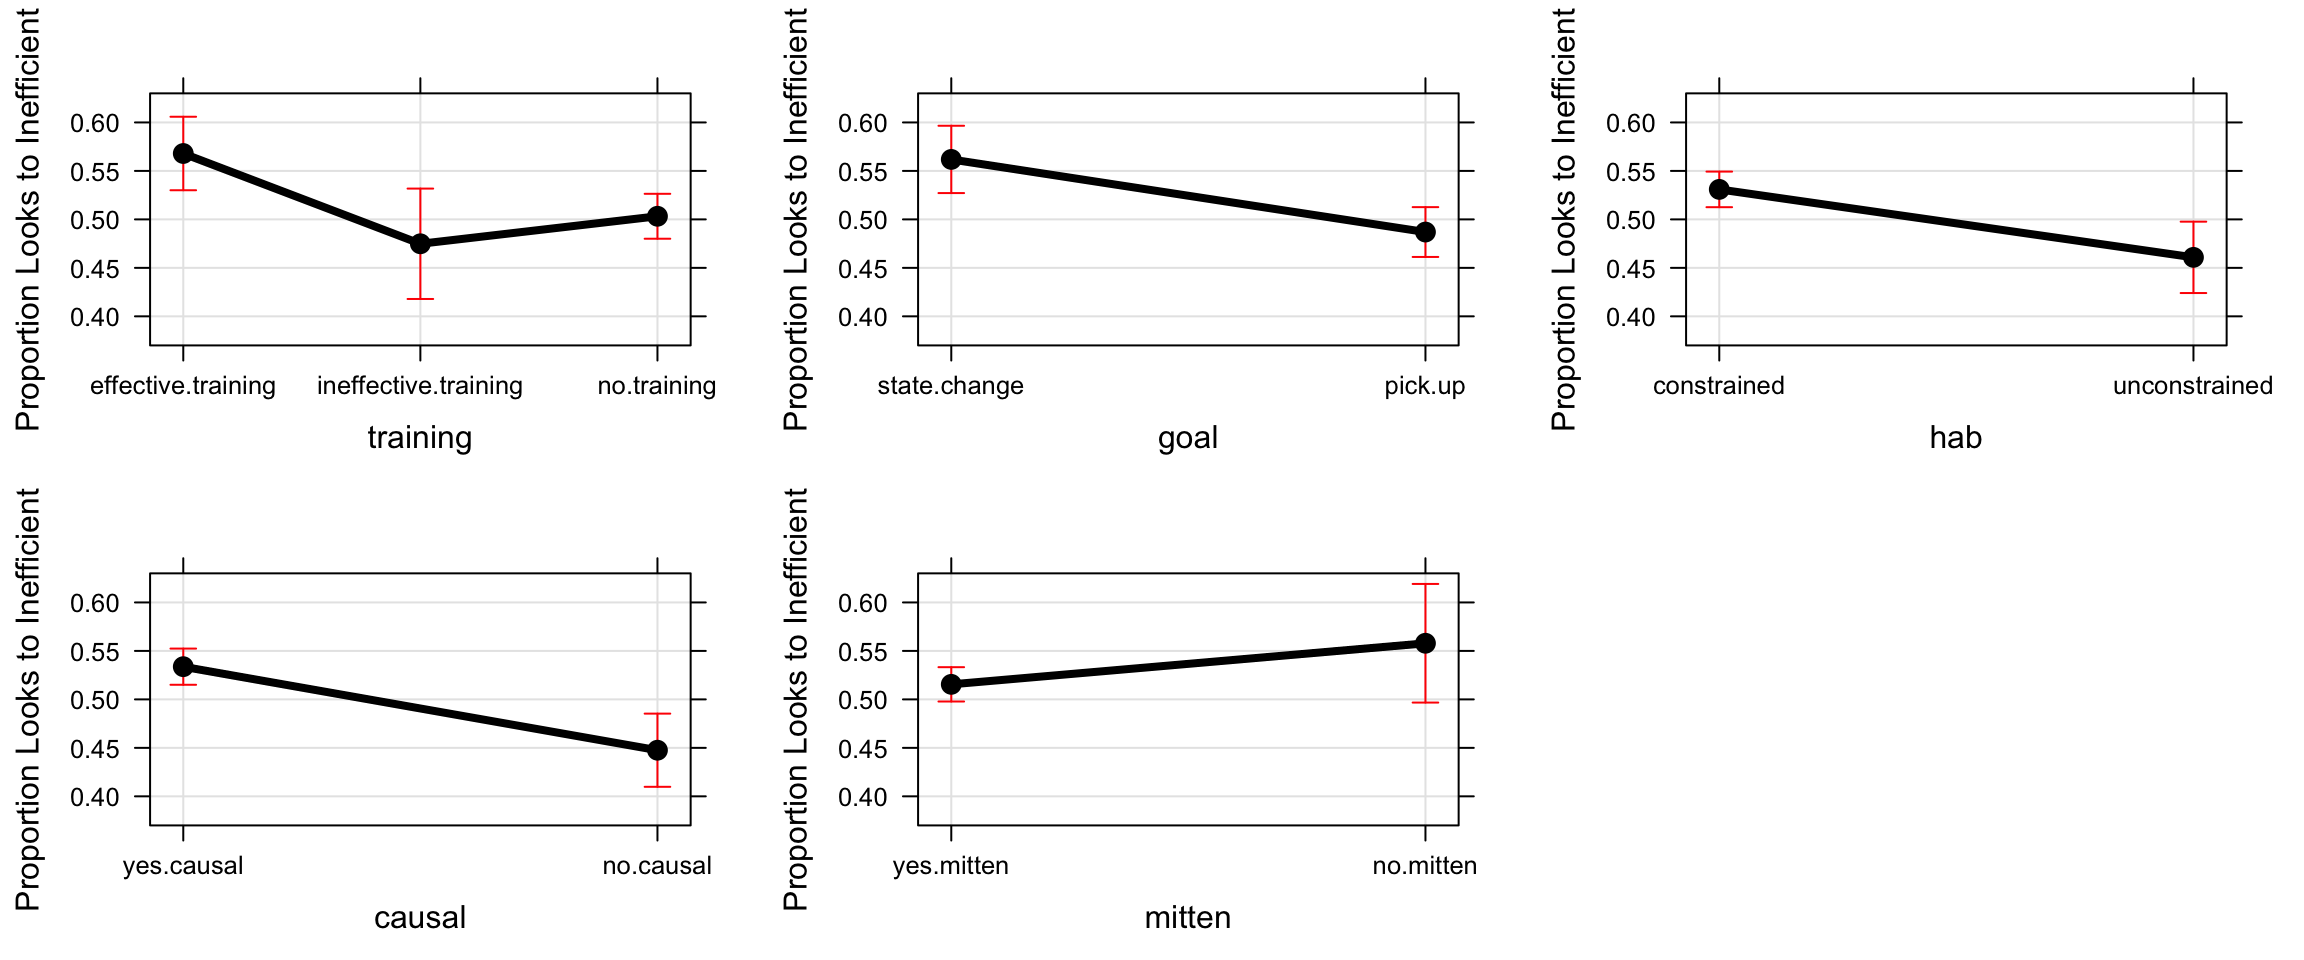 Proportion Looks to Inefficient
0.60
0.55
0.50
0.45
0.40
effective.training ineffective.training no.training
training
Proportion Looks to Inefficient
0.60
0.55
0.50
0.45
0.40
state.change pick.up
goal
Proportion Looks to Inefficient
0.60
0.55
0.50
0.45
0.40
constrained unconstrained
hab
Proportion Looks to Inefficient
0.60
0.55
0.50
0.45
0.40
yes.causal no.causal
causal
Proportion Looks to Inefficient
0.60
0.55
0.50
0.45
0.40
yes.mitten no.mitten
mitten